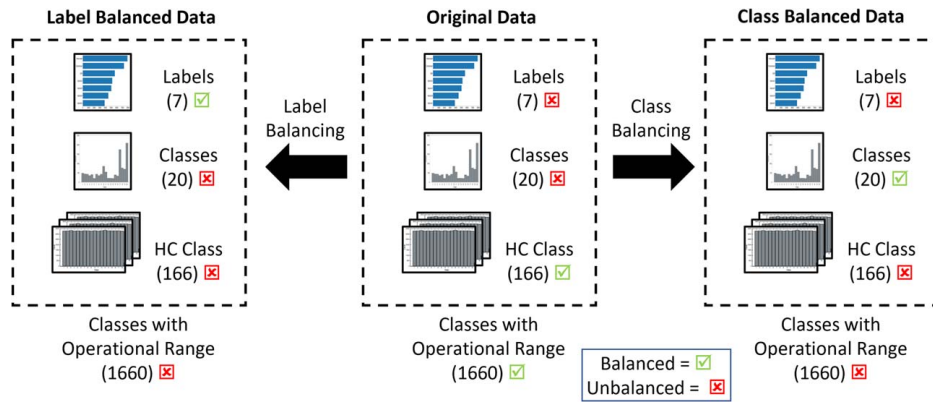 Label Balanced Data
Labels
(7) ☑
Classes
(20) ☒
HC Class
(166) ☒
Classes with
Operational Range
(1660) ☒
Label
Balancing
Original Data
Labels
(7) ☒
Classes
(20) ☒
HC Class
(166) ☑
Classes with
Operational Range
(1660) ☑
Class
Balancing
Class Balanced Data
Labels
(7) ☒
Classes
(20) ☑
HC Class
(166) ☒
Classes with
Operational Range
(1660) ☒
Balanced = ☑
Unbalanced = ☒